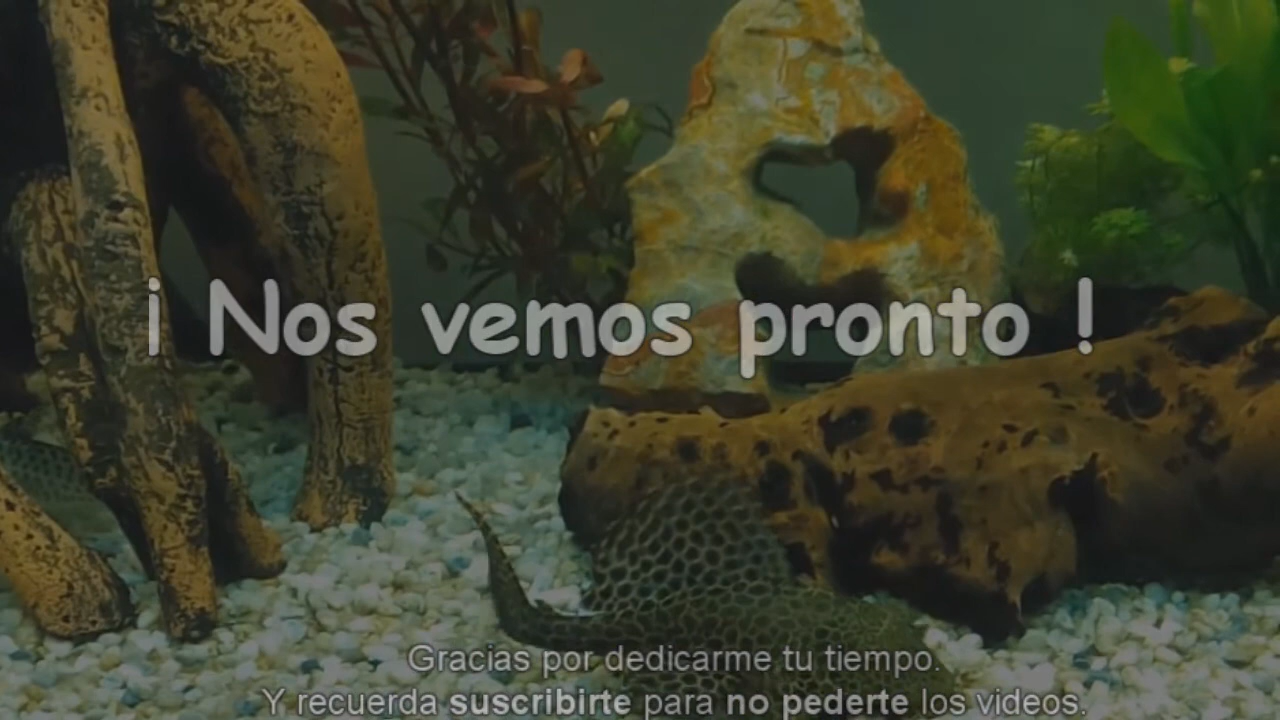 ¡ Nos vemos pronto !
Gracias por dedicarme tu tiempo.
Y recuerda suscribirte para no pederte los videos.